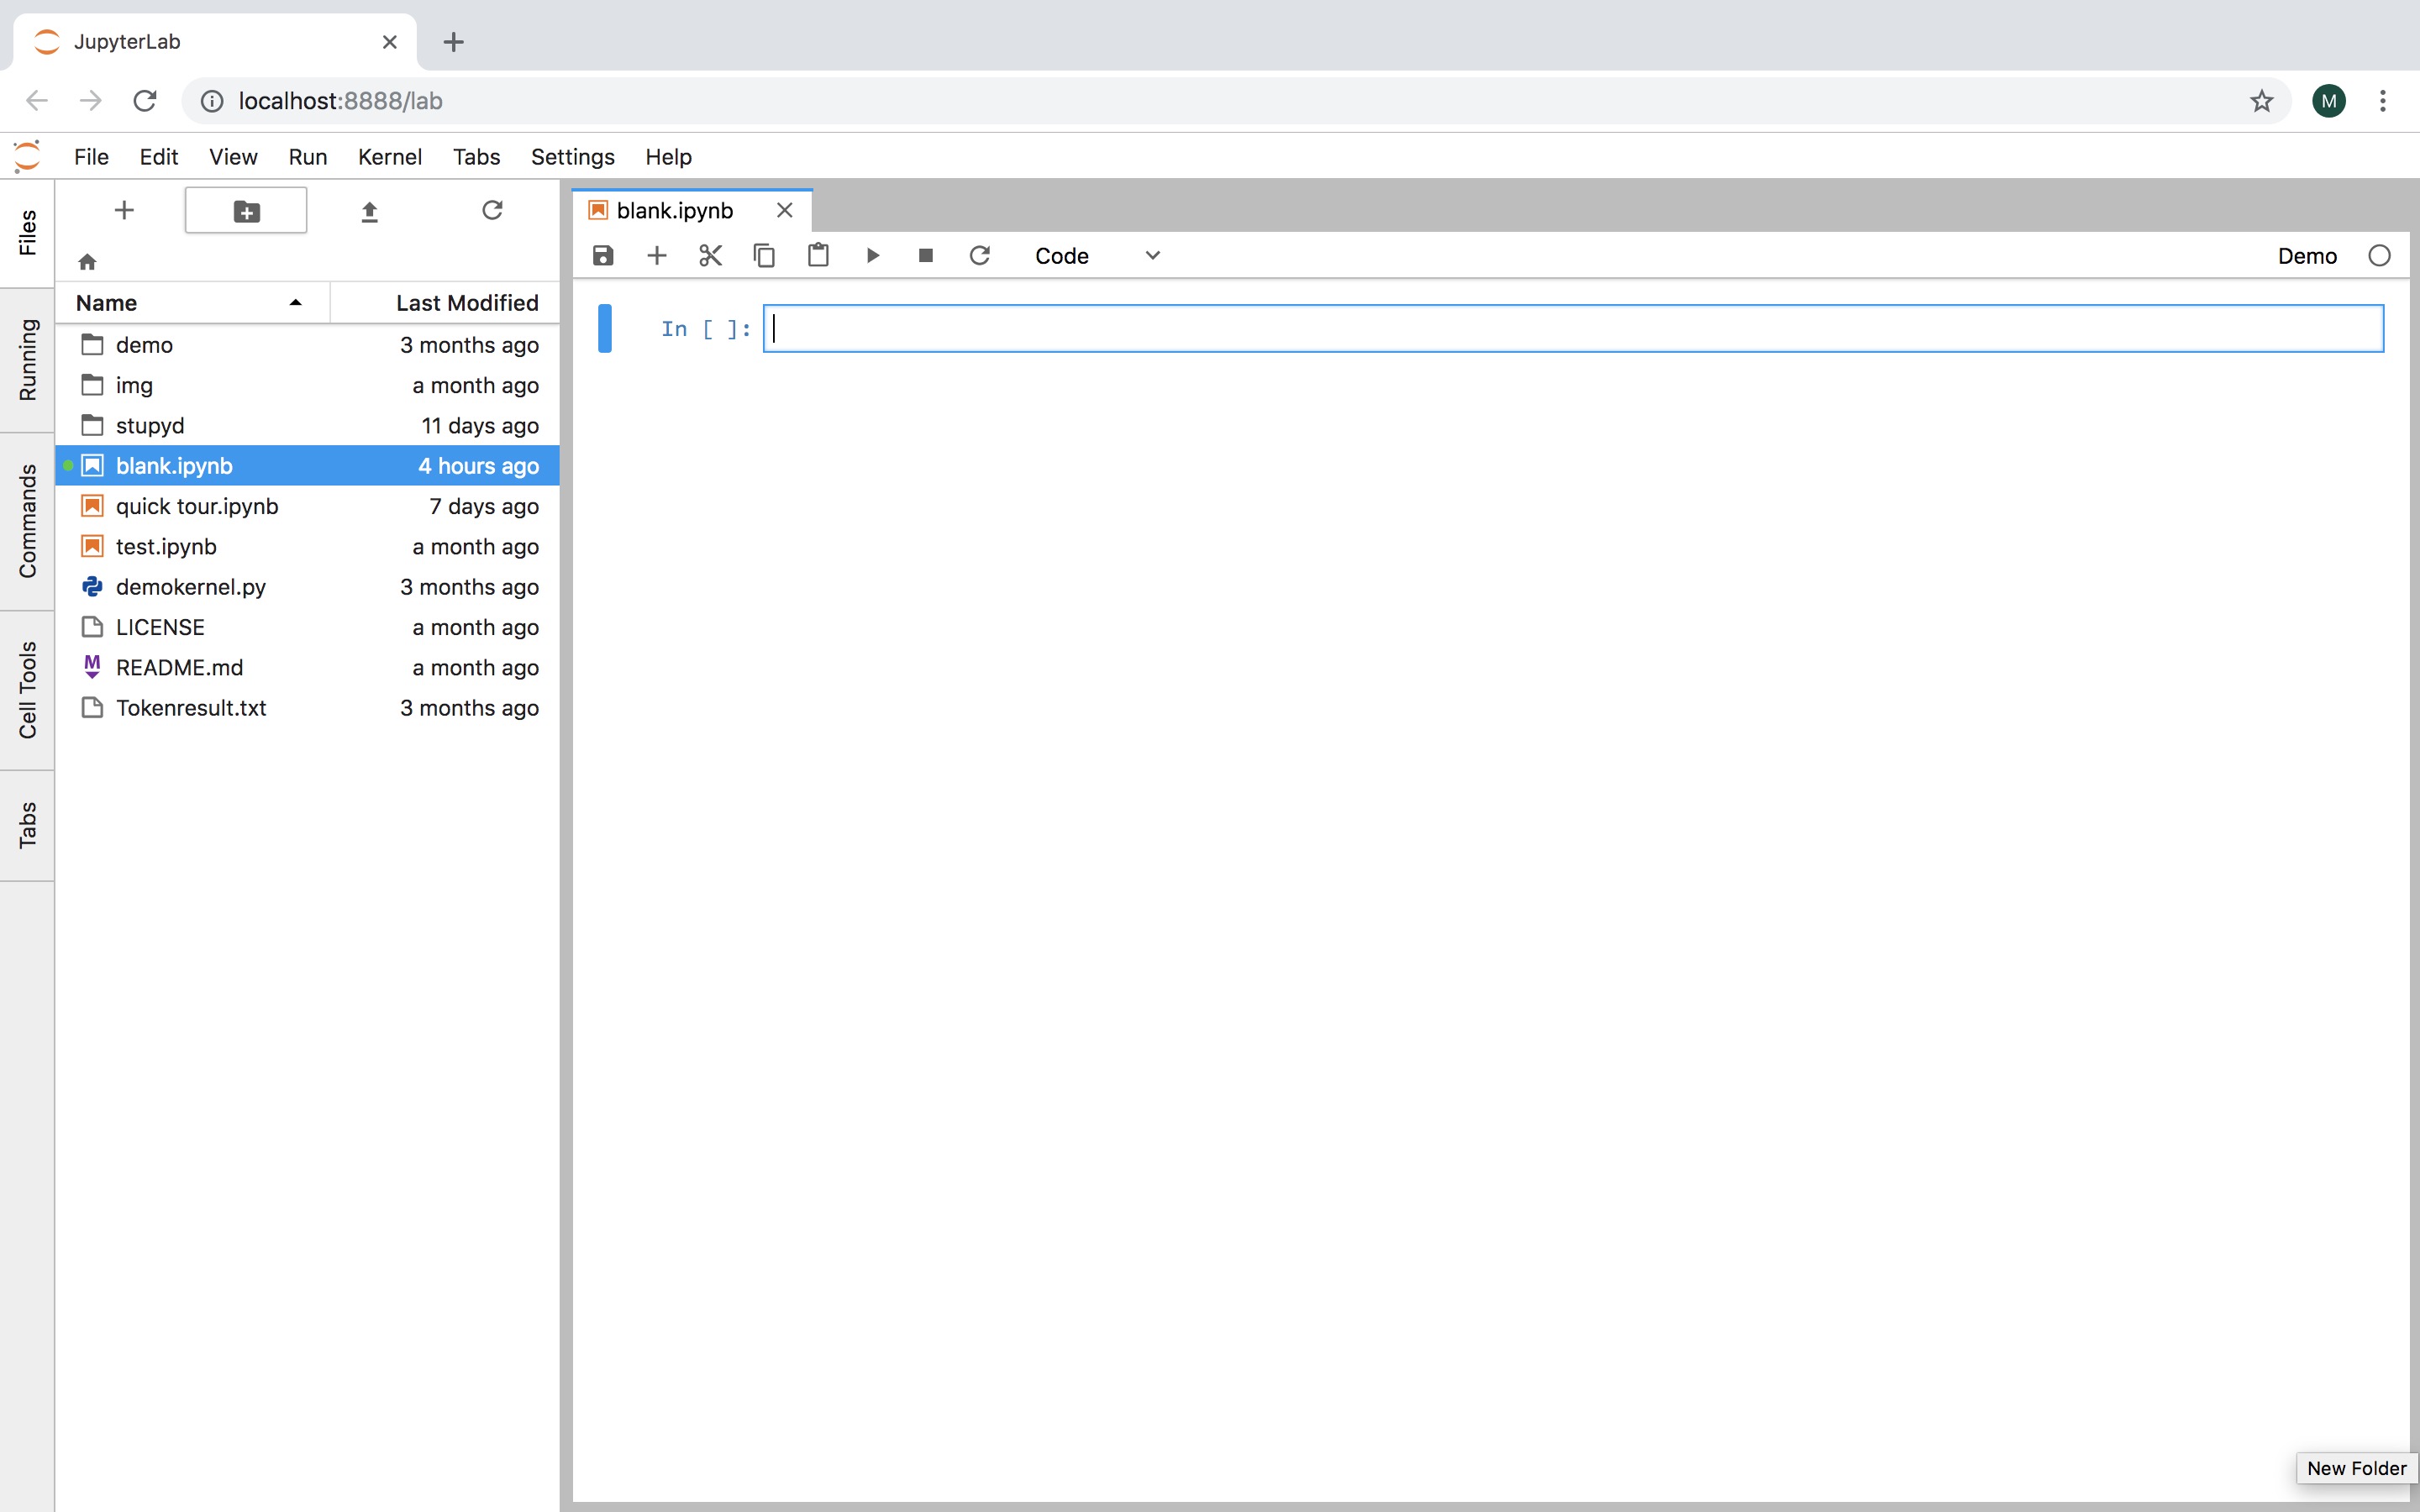 JupyterLab
localhost:8888/lab
File Edit View Run Kernel Tabs Settings Help
Files
Running
Commands
Cell Tools
Tabs
Name Last Modified
demo 3 months ago
img a month ago
stupyd 11 days ago
blank.ipynb 4 hours ago
quick tour.ipynb 7 days ago
test.ipynb a month ago
demokernel.py 3 months ago
LICENSE a month ago
M README.md a month ago
Tokenresult.txt 3 months ago
blank.ipynb
Code Demo
In [ ]:
M
New Folder